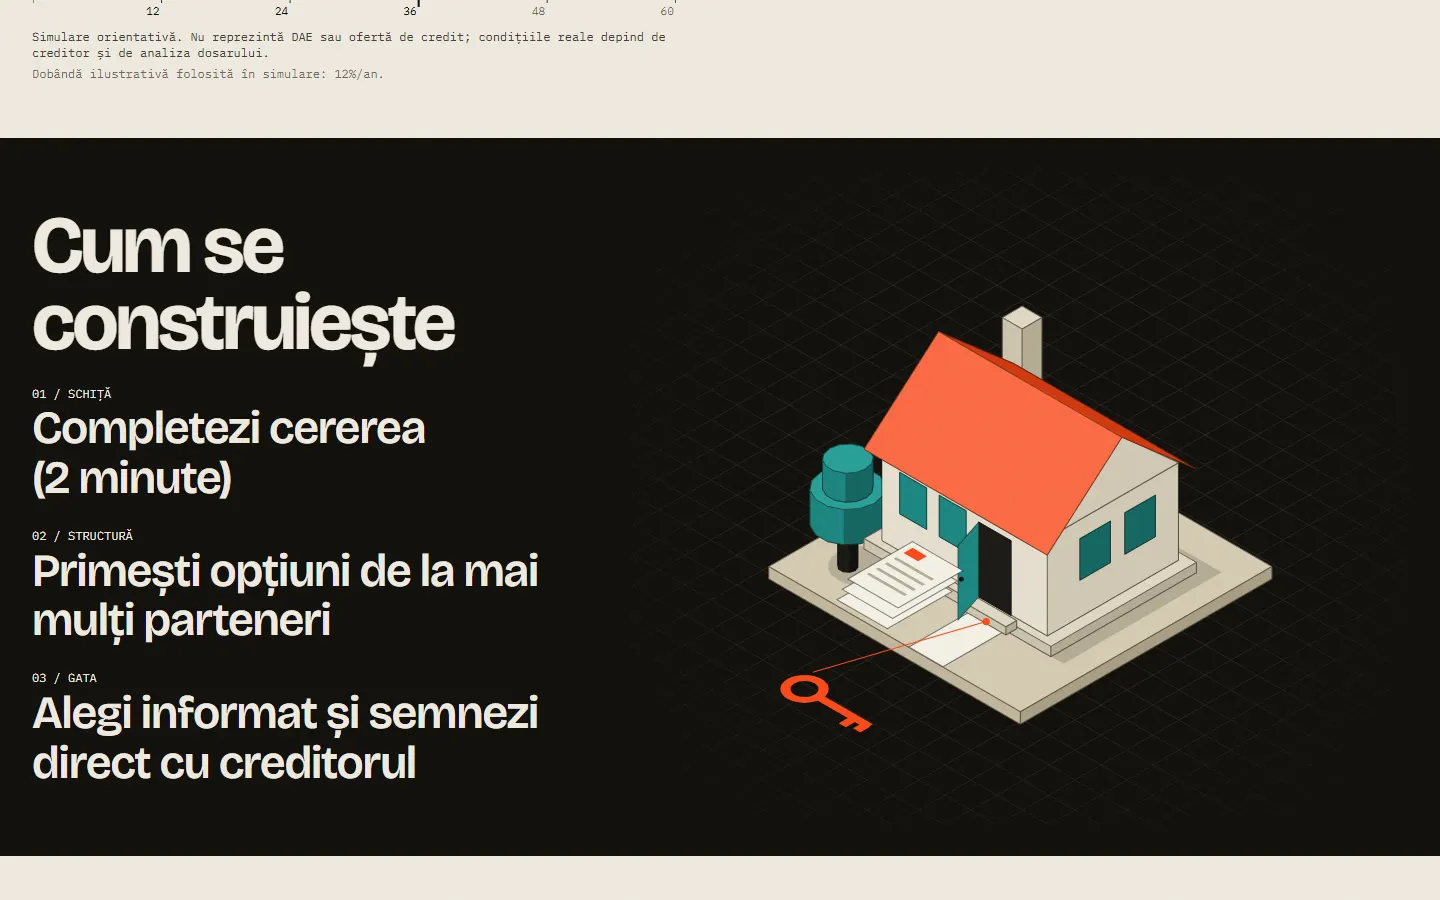 12 24 36 48 60
Simulare orientativă. Nu reprezintă DAE sau ofertă de credit; condițiile reale depind de
creditor și de analiza dosarului.
Dobândă ilustrativă folosită în simulare: 12%/an.
Cum se
construiește
01 / SCHIȚĂ
Completezi cererea
(2 minute)
02 / STRUCTURĂ
Primești opțiuni de la mai
mulți parteneri
03 / GATA
Alegi informat și semnezi
direct cu creditorul